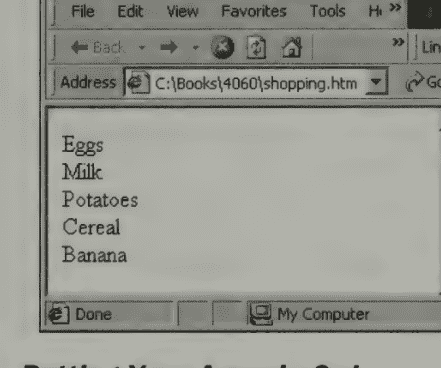 File Edit View Favorites Tools »
Back »
Address C:\Books\4060\shopping.htm
Eggs
Milk
Potatoes
Cereal
Banana
Done My Computer